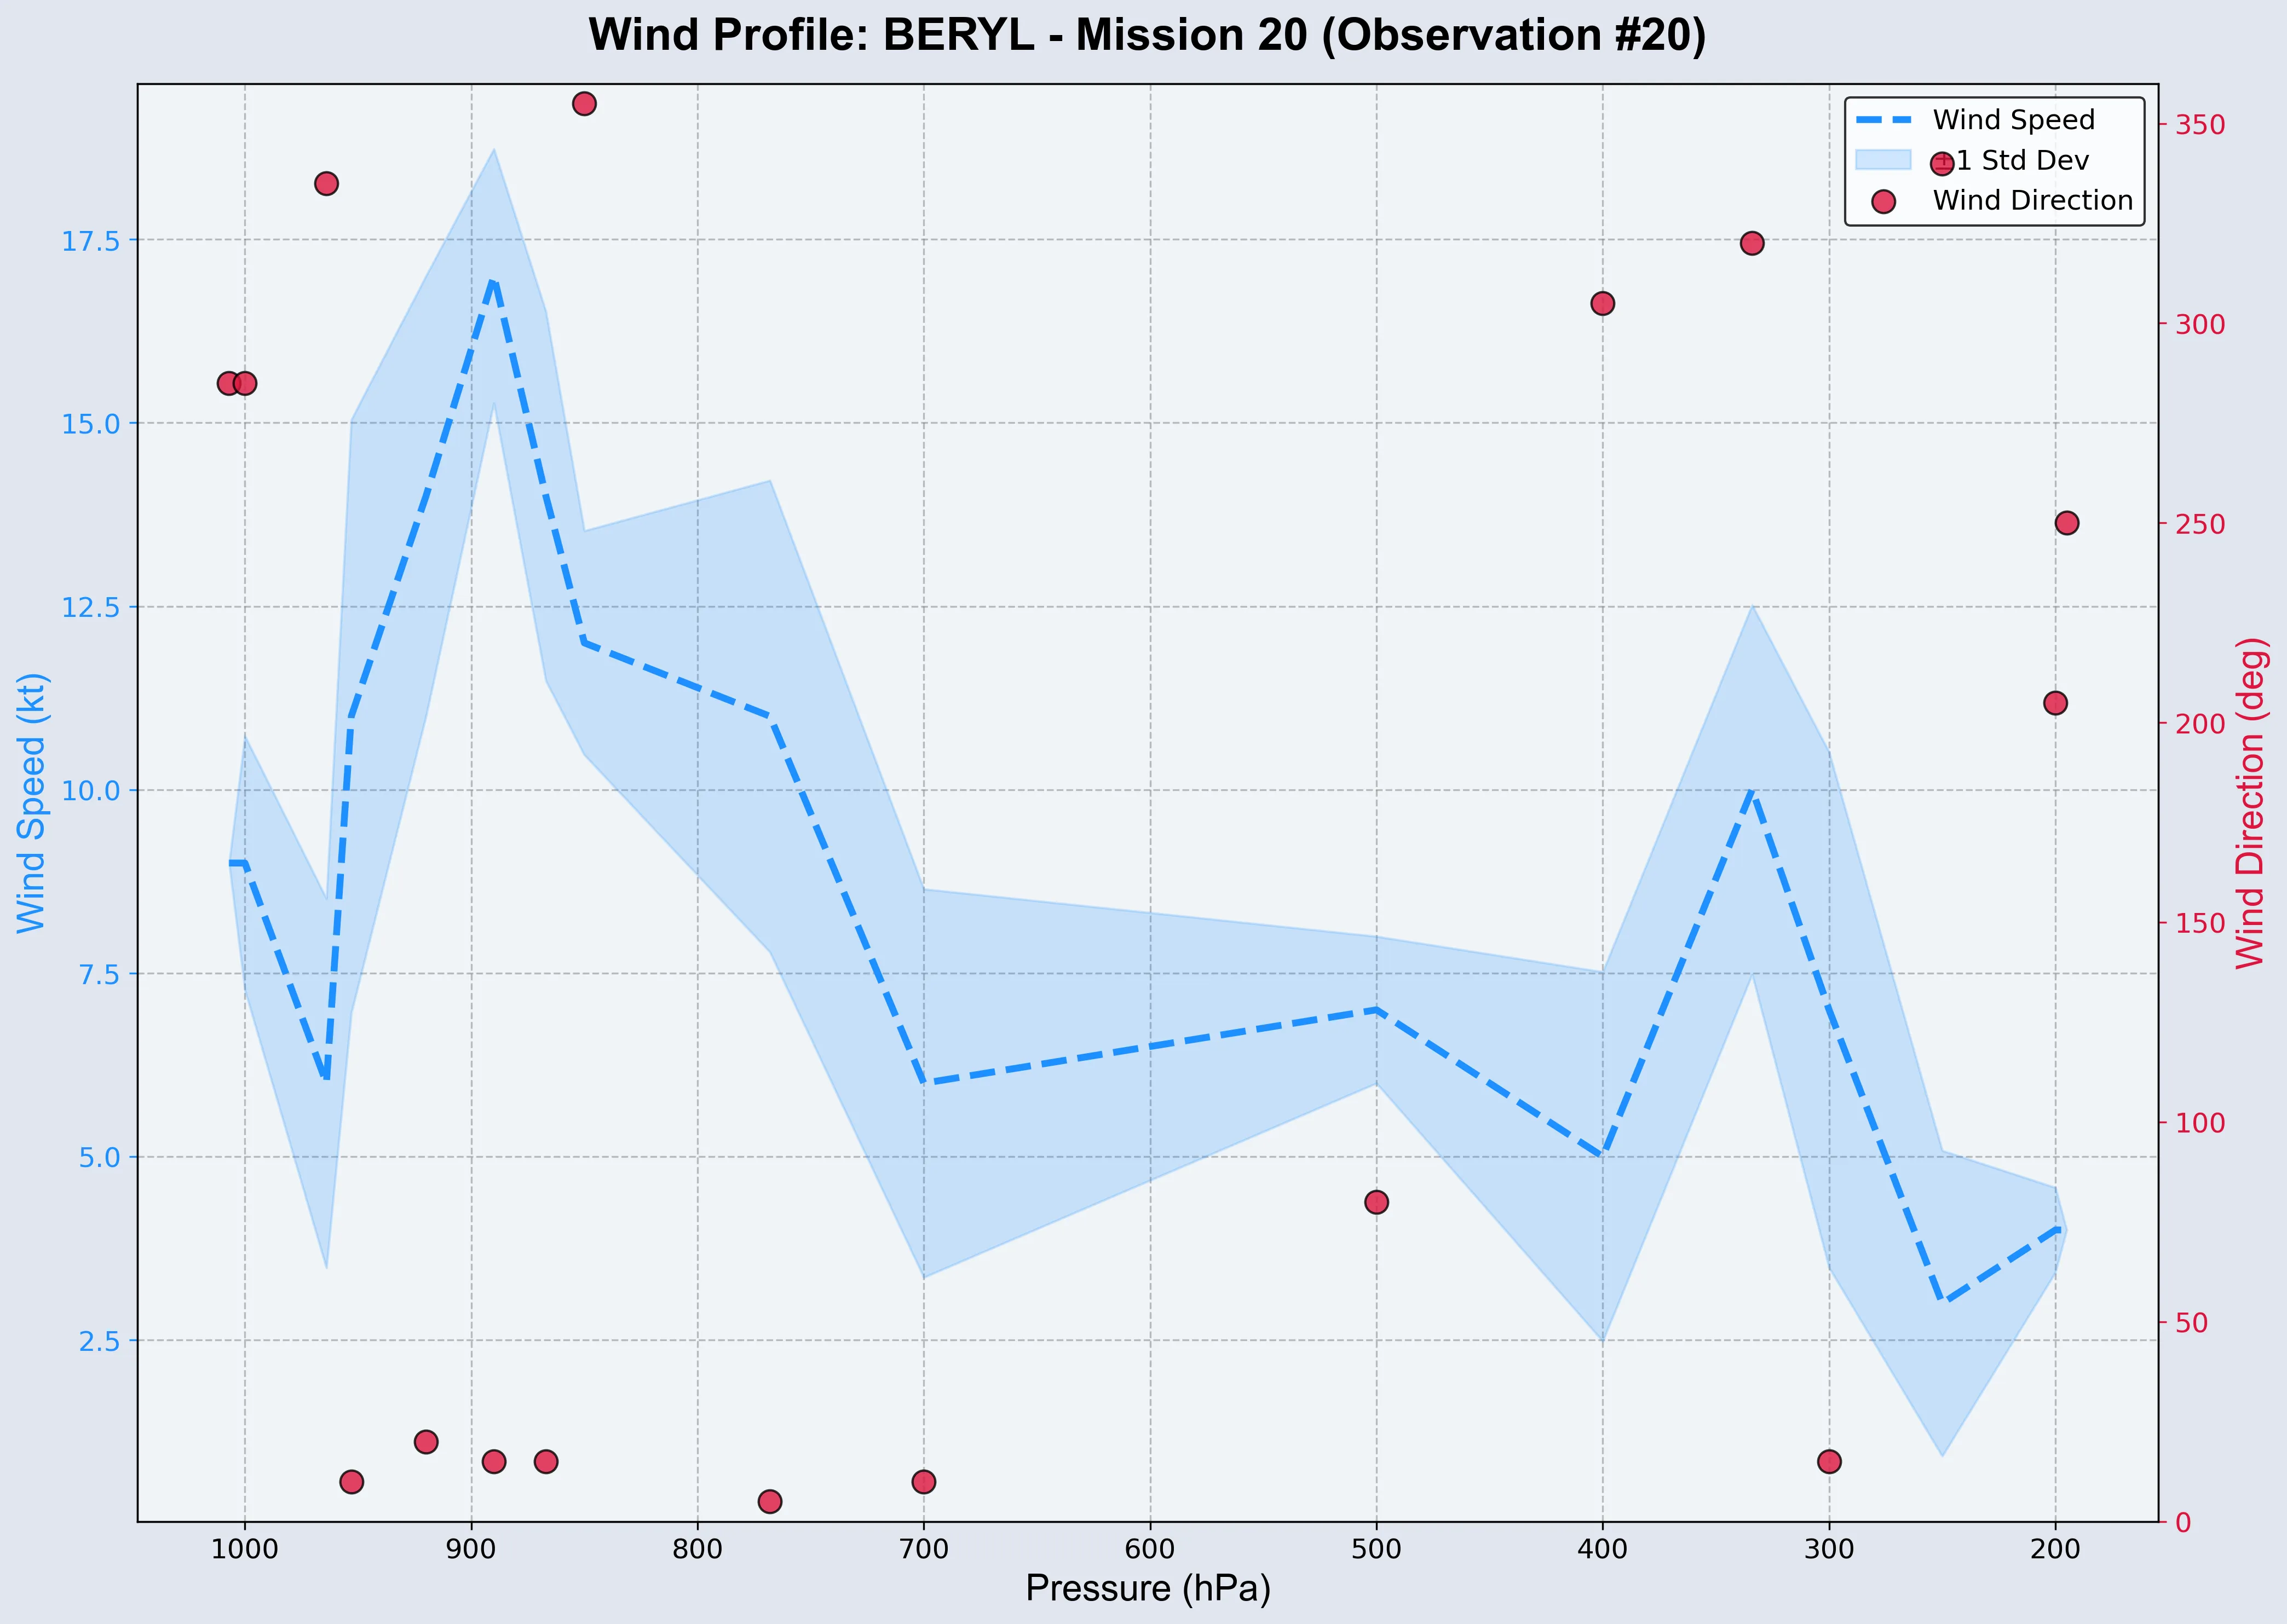 Wind Profile: BERYL - Mission 20 (Observation #20)
Wind Speed
±1 Std Dev
Wind Direction
17.5
15.0
12.5
10.0
7.5
5.0
2.5
Wind Speed (kt)
350
300
250
200
150
100
50
0
Wind Direction (deg)
1000 900 800 700 600 500 400 300 200
Pressure (hPa)